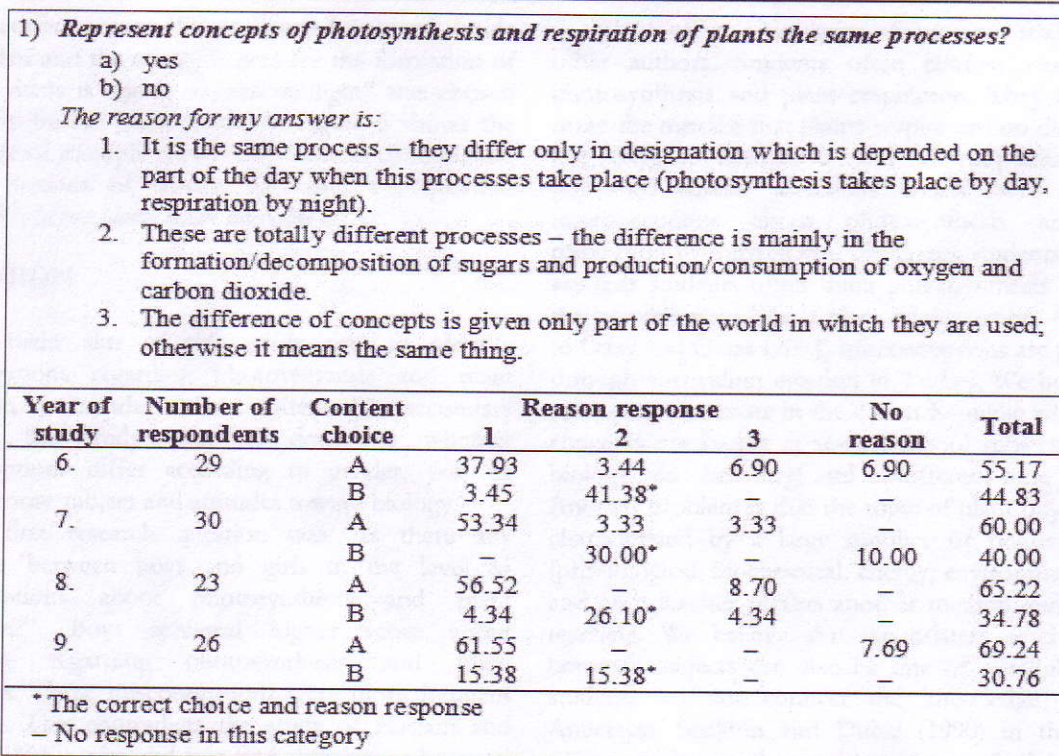 1) Represent concepts of photosynthesis and respiration of plants the same processes?
a) yes
b) no
The reason for my answer is:
1. It is the same process – they differ only in designation which is depended on the
part of the day when this processes take place (photosynthesis takes place by day,
respiration by night).
2. These are totally different processes – the difference is mainly in the
formation/decomposition of sugars and production/consumption of oxygen and
carbon dioxide.
3. The difference of concepts is given only part of the world in which they are used,
otherwise it means the same thing.
Year of Number of Content Reason response No Total
study respondents choice 1 2 3 reason
6. 29 A 37.93 3.44 6.90 6.90 55.17
B 3.45 41.38* – – 44.83
7. 30 A 53.34 3.33 3.33 60.00
B – 30.00* 10.00 40.00
8. 23 A 56.52 – 8.70 – 65.22
B 4.34 26.10* 4.34 – 34.78
9. 26 A 61.55 – – 7.69 69.24
B 15.38 15.38* – 30.76
* The correct choice and reason response
– No response in this category